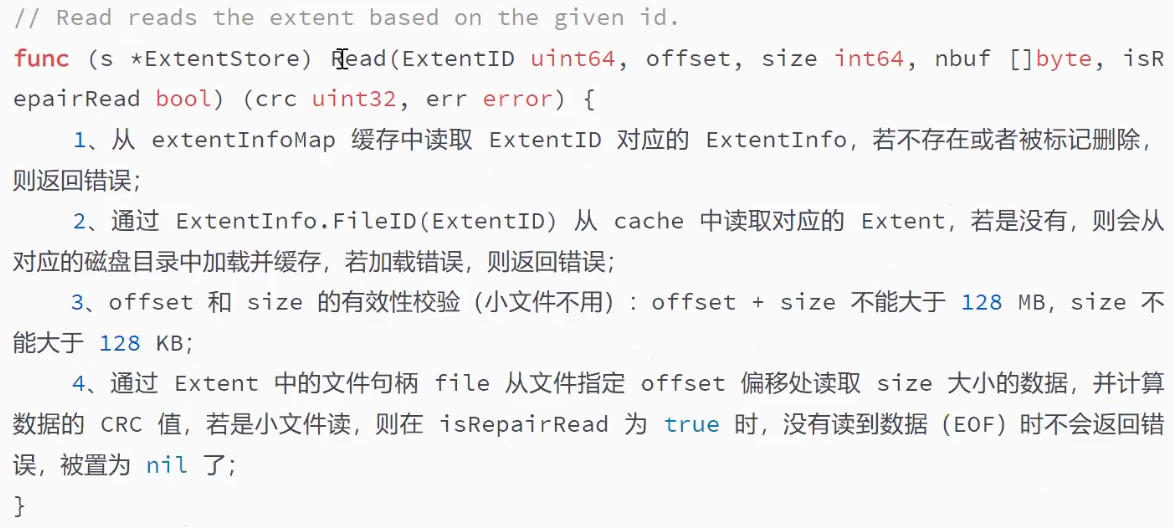 // Read reads the extent based on the given id.
func (s *ExtentStore) Read(ExtentID uint64, offset, size int64, nbuf []byte, isR
epairRead bool) (crc uint32, err error) {
1、从 extentInfoMap 缓存中读取 ExtentID 对应的 ExtentInfo，若不存在或者被标记删除，
则返回错误；
2、通过 ExtentInfo.FileID(ExtentID) 从 cache 中读取对应的 Extent，若是没有，则会从
对应的磁盘目录中加载并缓存，若加载错误，则返回错误；
3、offset 和 size 的有效性校验（小文件不用）：offset + size 不能大于 128 MB，size 不
能大于 128 KB；
4、通过 Extent 中的文件句柄 file 从文件指定 offset 偏移处读取 size 大小的数据，并计算
数据的 CRC 值，若是小文件读，则在 isRepairRead 为 true 时，没有读到数据（EOF）时不会返回错
误，被置为 nil 了；
}